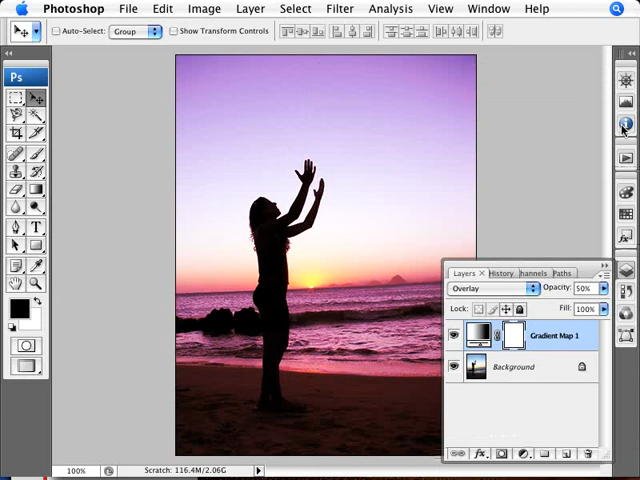 Photoshop File Edit Image Layer Select Filter Analysis View Window Help
Auto-Select: Group Show Transform Controls
Ps
Layers × History hannels Paths
Overlay Opacity: 50%
Lock: Fill: 100%
Gradient Map 1
Background
T
fx
100% Scratch: 116.4M/2.06G